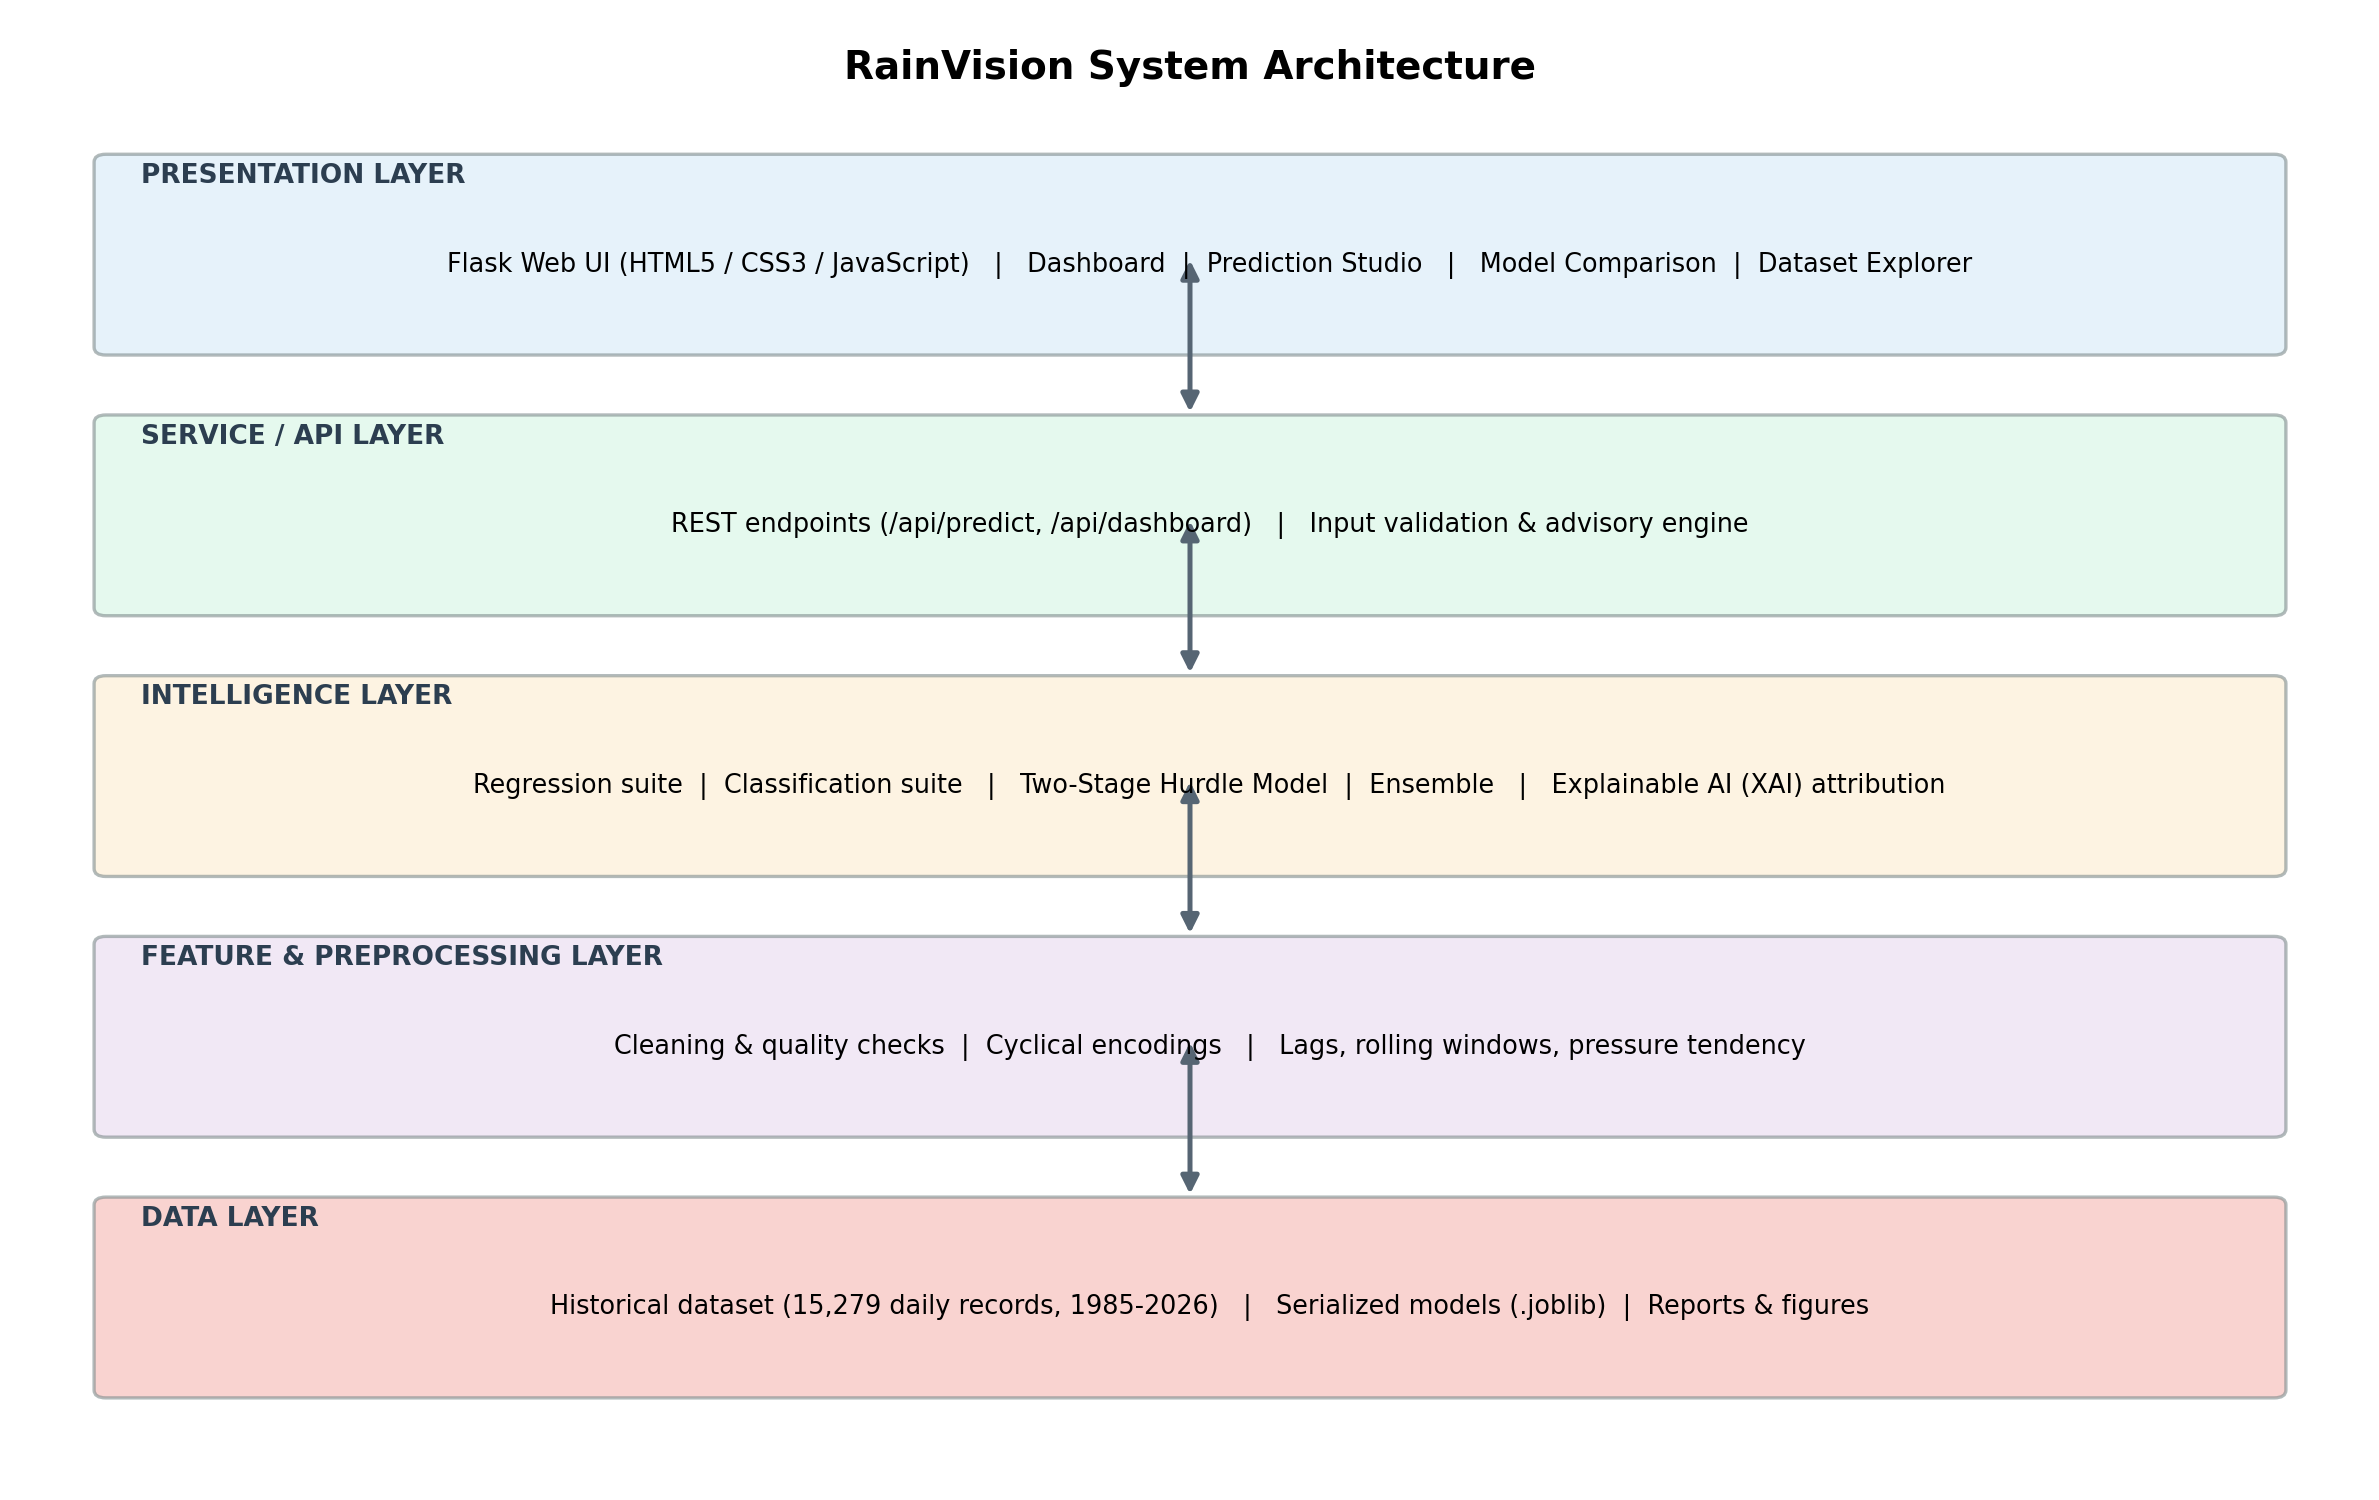 RainVision System Architecture
PRESENTATION LAYER
Flask Web UI (HTML5 / CSS3 / JavaScript) | Dashboard | Prediction Studio | Model Comparison | Dataset Explorer
SERVICE / API LAYER
REST endpoints (/api/predict, /api/dashboard) | Input validation & advisory engine
INTELLIGENCE LAYER
Regression suite | Classification suite | Two-Stage Hurdle Model | Ensemble | Explainable AI (XAI) attribution
FEATURE & PREPROCESSING LAYER
Cleaning & quality checks | Cyclical encodings | Lags, rolling windows, pressure tendency
DATA LAYER
Historical dataset (15,279 daily records, 1985-2026) | Serialized models (.joblib) | Reports & figures